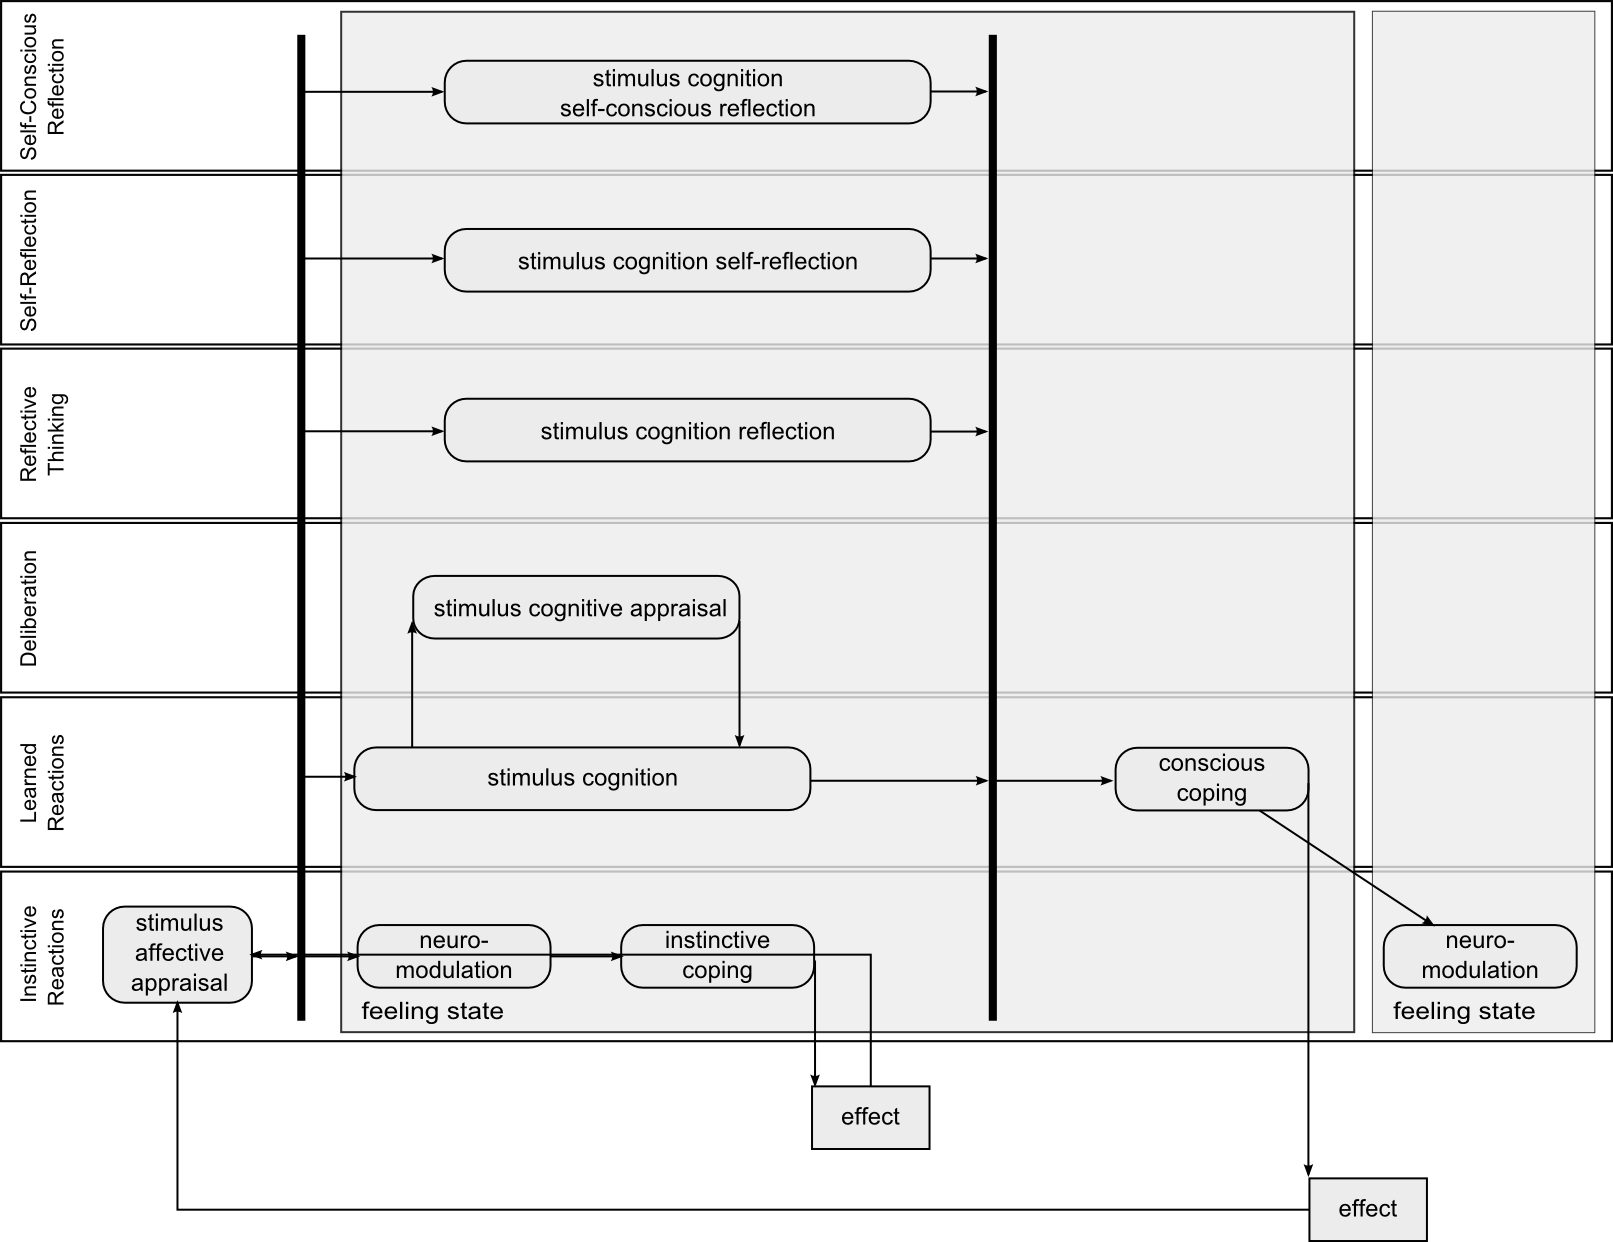 Self-Conscious
Reflection
stimulus cognition
self-conscious reflection
Self-Reflection
stimulus cognition self-reflection
Reflective
Thinking
stimulus cognition reflection
Deliberation
stimulus cognitive appraisal
Learned
Reactions
stimulus cognition
conscious
coping
Instinctive
Reactions
stimulus
affective
appraisal
neuro-
modulation
instinctive
coping
feeling state
neuro-
modulation
feeling state
effect
effect